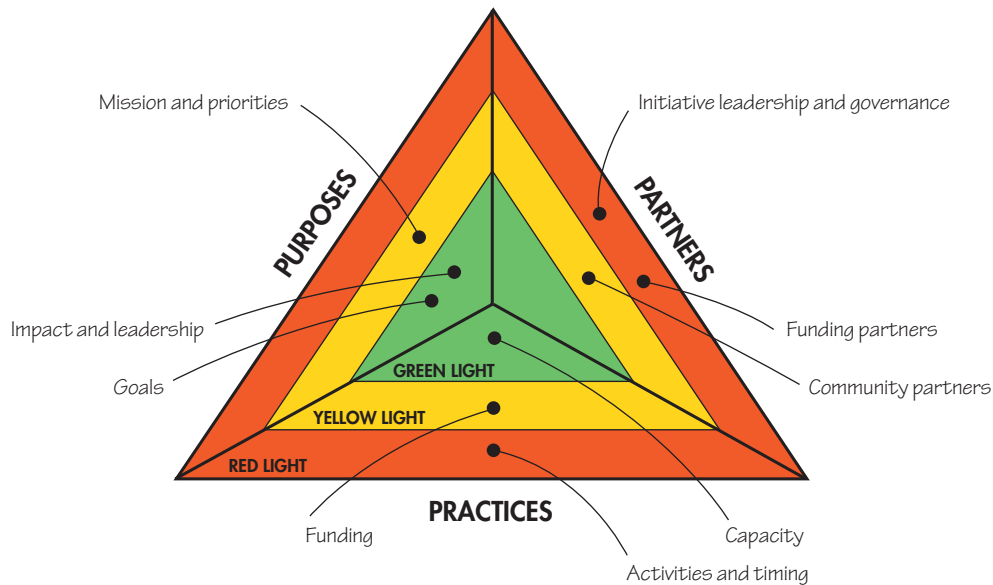 Mission and priorities
Initiative leadership and governance
PURPOSES
PARTNERS
Impact and leadership
Funding partners
Goals
Community partners
GREEN LIGHT
YELLOW LIGHT
RED LIGHT
PRACTICES
Funding
Capacity
Activities and timing